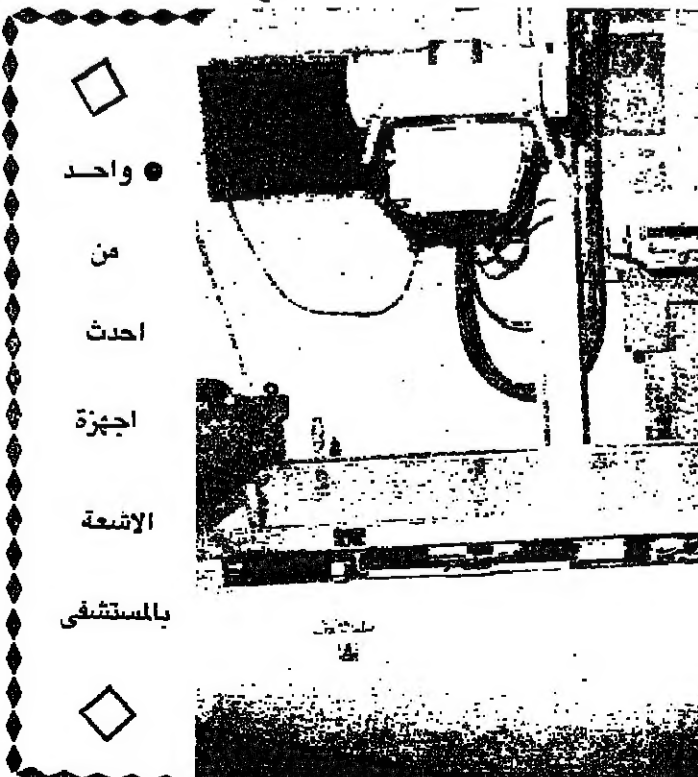 ● واحـد
من
احدث
اجهزة
الاشعة
بالمستشفى